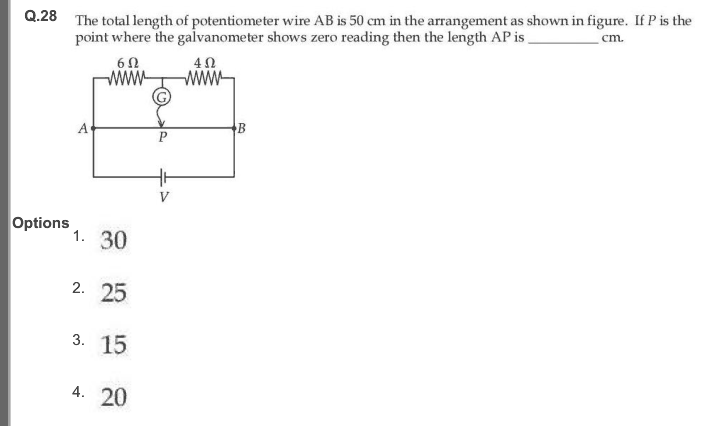 Q.28 The total length of potentiometer wire AB is 50 cm in the arrangement as shown in figure. If P is the
point where the galvanometer shows zero reading then the length AP is __________ cm.
6 Ω 4 Ω
G
A P B
V
Options
1. 30
2. 25
3. 15
4. 20